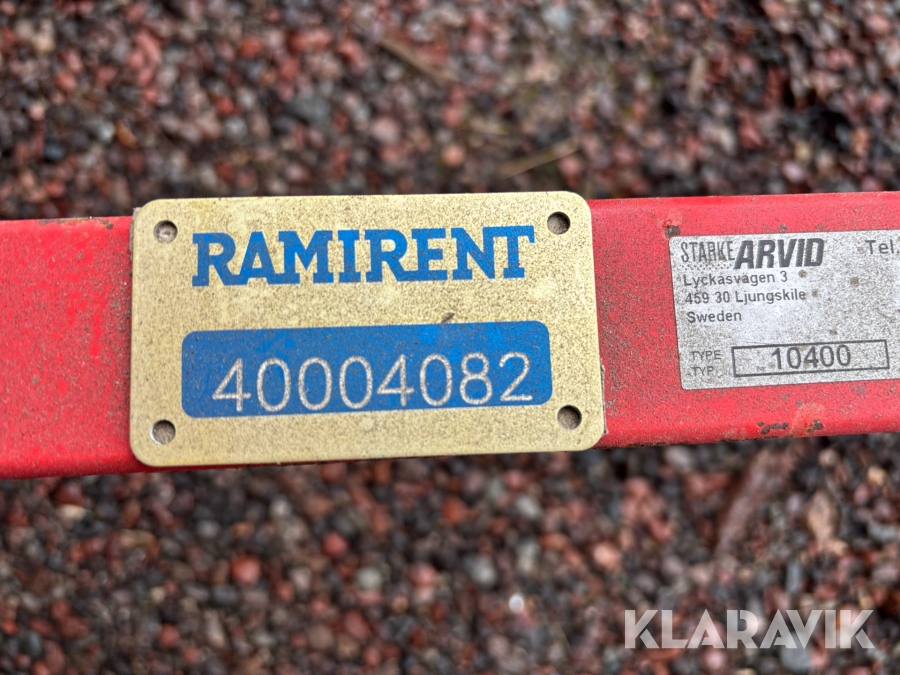 RAMIRENT
40004082
STARKE ARVID Tel.
Lyckasvägen 3
459 30 Ljungskile
Sweden
TYPE
TYP 10400
KLARAVIK